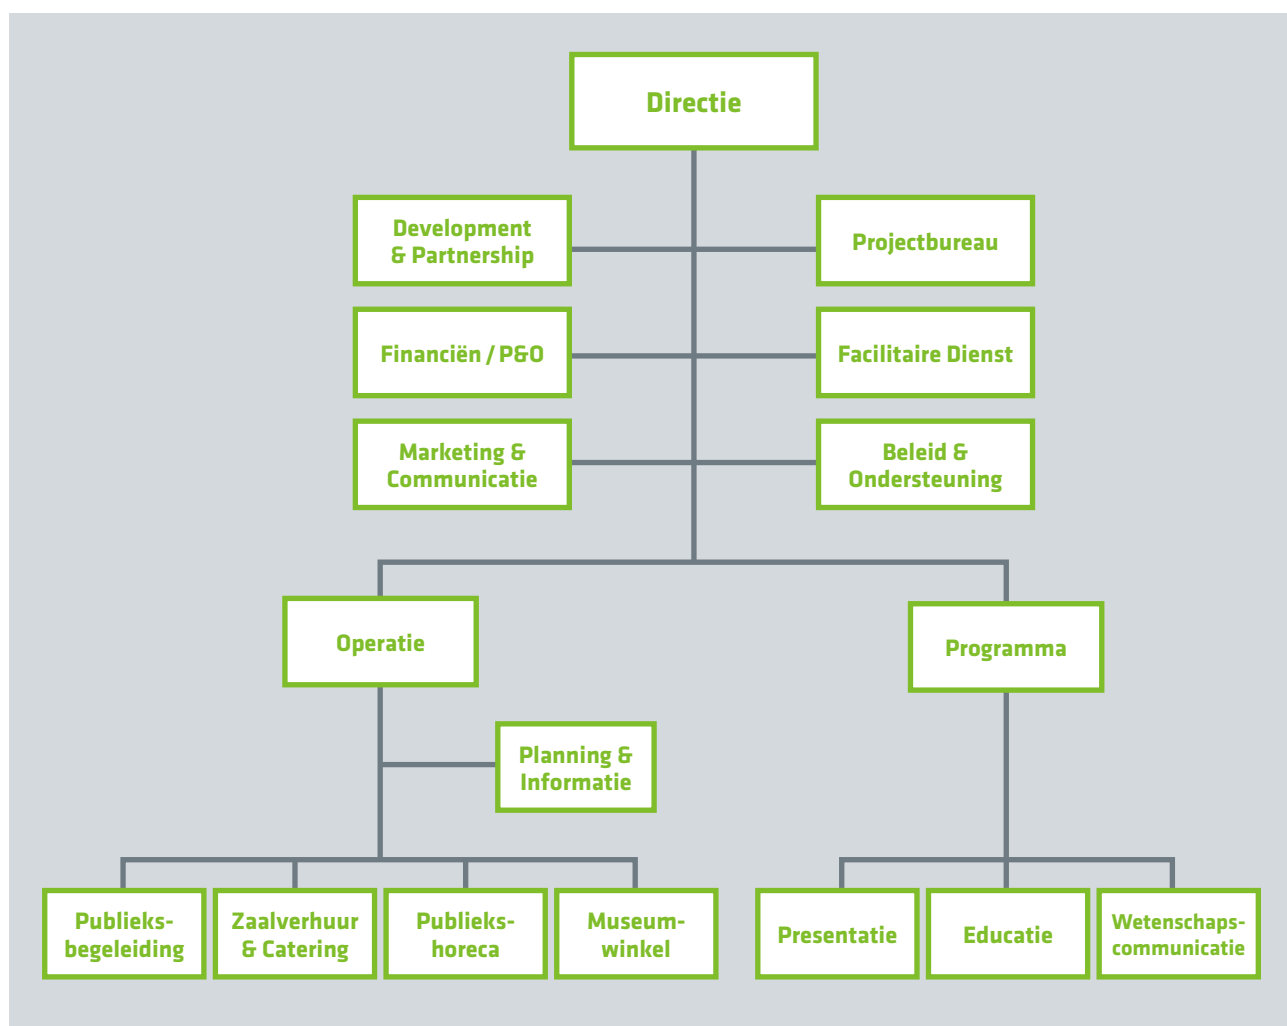 Directie
Development
& Partnership
Projectbureau
Financiën / P&O
Facilitaire Dienst
Marketing &
Communicatie
Beleid &
Ondersteuning
Operatie
Programma
Planning &
Informatie
Publieks-
begeleiding
Zaalverhuur
& Catering
Publieks-
horeca
Museum-
winkel
Presentatie
Educatie
Wetenschaps-
communicatie